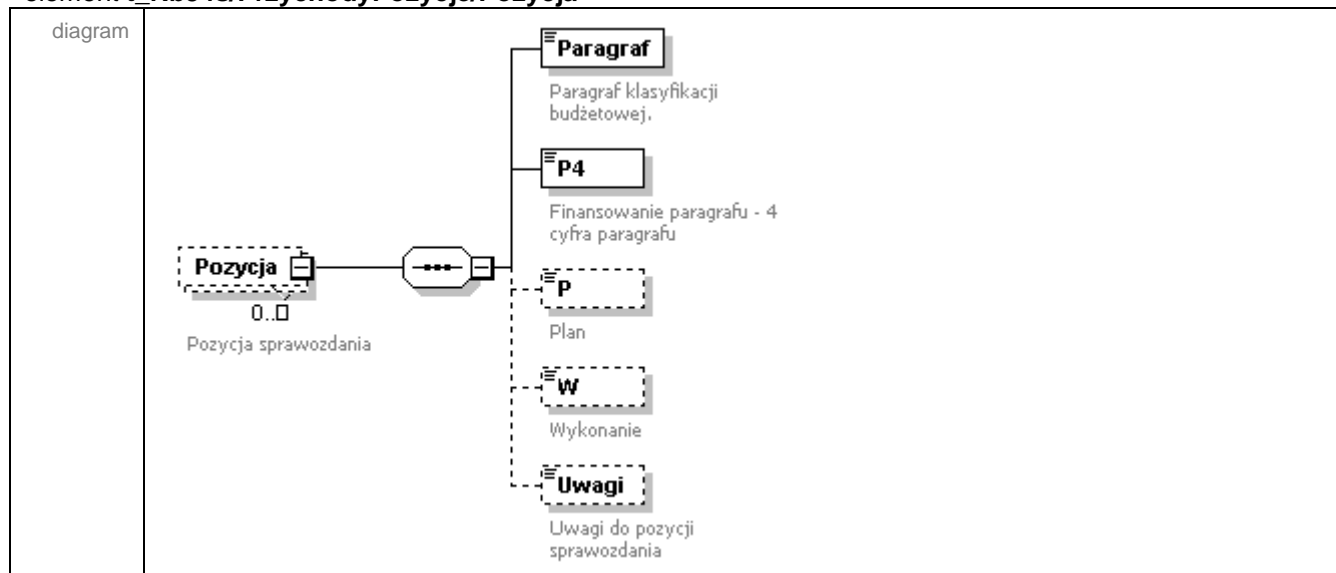 diagram
Paragraf
Paragraf klasyfikacji
budżetowej.
P4
Finansowanie paragrafu - 4
cyfra paragrafu
Pozycja
0..
Pozycja sprawozdania
P
Plan
W
Wykonanie
Uwagi
Uwagi do pozycji
sprawozdania